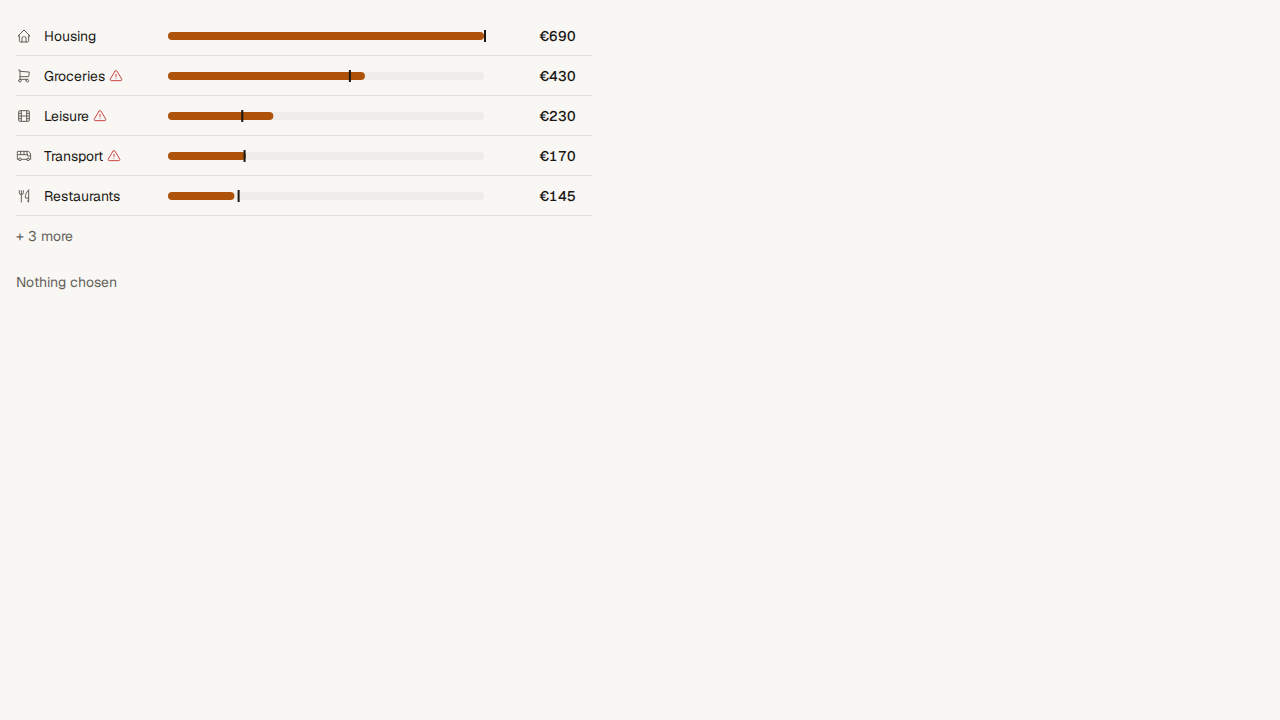 Housing €690
Groceries €430
Leisure €230
Transport €170
Restaurants €145
+ 3 more
Nothing chosen